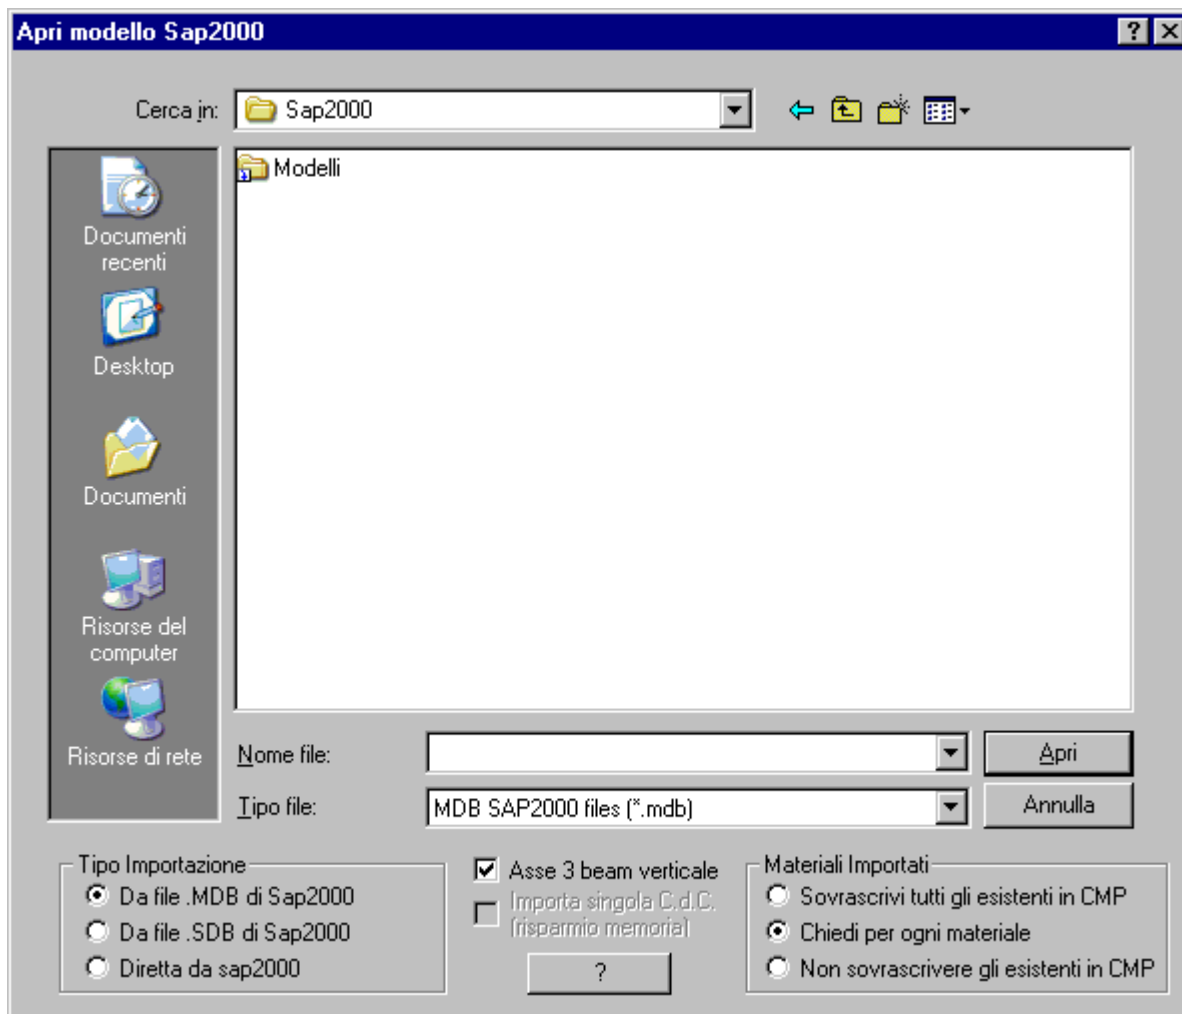 Apri modello Sap2000
?
Cerca in:
Sap2000
Documenti
recenti
Desktop
Documenti
Risorse del
computer
Risorse di rete
Modelli
Nome file:
Apri
Tipo file:
MDB SAP2000 files (*.mdb)
Annulla
Tipo Importazione
Da file .MDB di Sap2000
Da file .SDB di Sap2000
Diretta da sap2000
Asse 3 beam verticale
Importa singola C.d.C.
(risparmio memoria)
?
Materiali Importati
Sovrascrivi tutti gli esistenti in CMP
Chiedi per ogni materiale
Non sovrascrivere gli esistenti in CMP